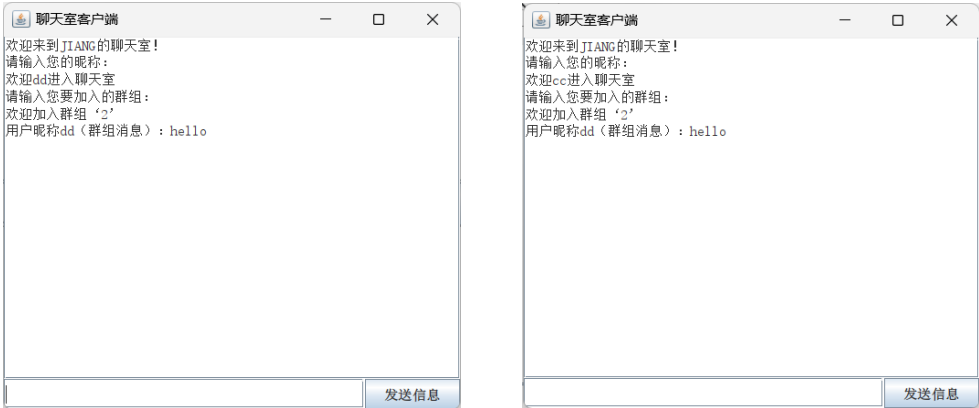 聊天室客户端
欢迎来到JIANG的聊天室！
请输入您的昵称：
欢迎dd进入聊天室
请输入您要加入的群组：
欢迎加入群组‘2’
用户昵称dd（群组消息）：hello
发送信息
聊天室客户端
欢迎来到JIANG的聊天室！
请输入您的昵称：
欢迎cc进入聊天室
请输入您要加入的群组：
欢迎加入群组‘2’
用户昵称dd（群组消息）：hello
发送信息